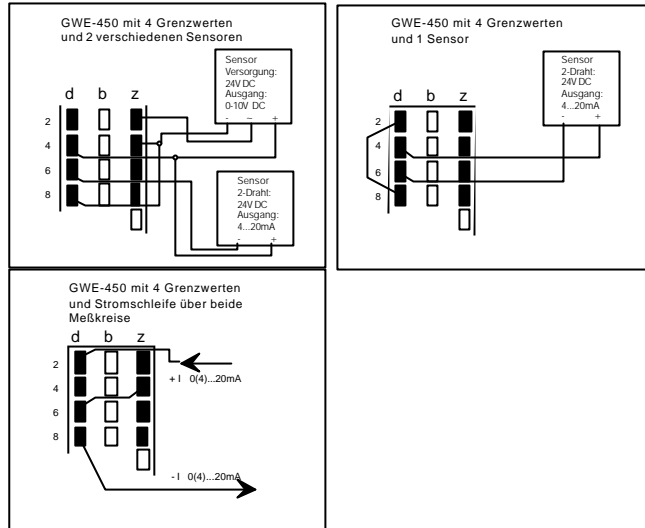 GWE-450 mit 4 Grenzwerten
und 2 verschiedenen Sensoren
Sensor
Versorgung:
24V DC
Ausgang:
0-10V DC
- ~ +
d b z
2
4
6
8
Sensor
2-Draht:
24V DC
Ausgang:
4...20mA
- +
GWE-450 mit 4 Grenzwerten
und 1 Sensor
Sensor
2-Draht:
24V DC
Ausgang:
4...20mA
- +
d b z
2
4
6
8
GWE-450 mit 4 Grenzwerten
und Stromschleife über beide
Meßkreise
d b z
2
4
6
8
+ I 0(4)...20mA
- I 0(4)...20mA